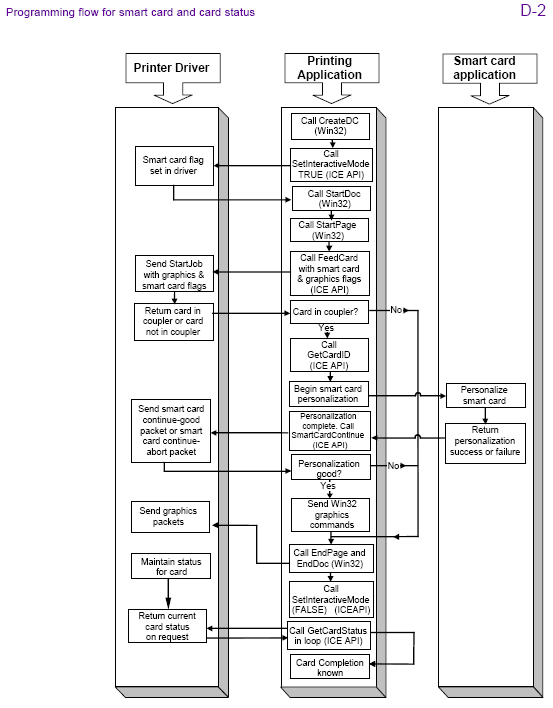 Programming flow for smart card and card status
D-2
Printer Driver
Printing
Application
Smart card
application
Call CreateDC
(Win32)
Call
SetInteractiveMode
TRUE (ICE API)
Smart card flag
set in driver
Call StartDoc
(Win32)
Call StartPage
(Win32)
Call FeedCard
with smart card
& graphics flags
(ICE API)
Send StartJob
with graphics &
smart card flags
Return card in
coupler or card
not in coupler
Card in coupler?
No
Yes
Call
GetCardID
(ICE API)
Begin smart card
personalization
Personalize
smart card
Send smart card
continue-good
packet or smart
card continue-
abort packet
Personalization
complete. Call
SmartCardContinue
(ICE API)
Return
personalization
success or failure
Personalization
good?
No
Yes
Send Win32
graphics
commands
Send graphics
packets
Call EndPage and
EndDoc (Win32)
Maintain status
for card
Call
SetInteractiveMode
(FALSE) (ICEAPI)
Return current
card status
on request
Call GetCardStatus
in loop (ICE API)
Card Completion
known